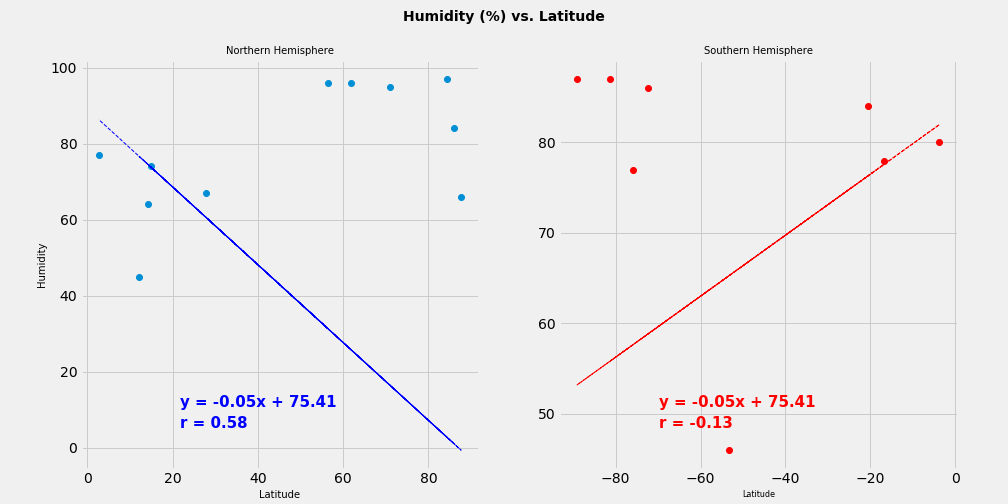 Humidity (%) vs. Latitude
Northern Hemisphere
100
80
60
40
20
0
Humidity
y = -0.05x + 75.41
r = 0.58
0 20 40 60 80
Latitude
Southern Hemisphere
80
70
60
50
y = -0.05x + 75.41
r = -0.13
−80 −60 −40 −20 0
Latitude